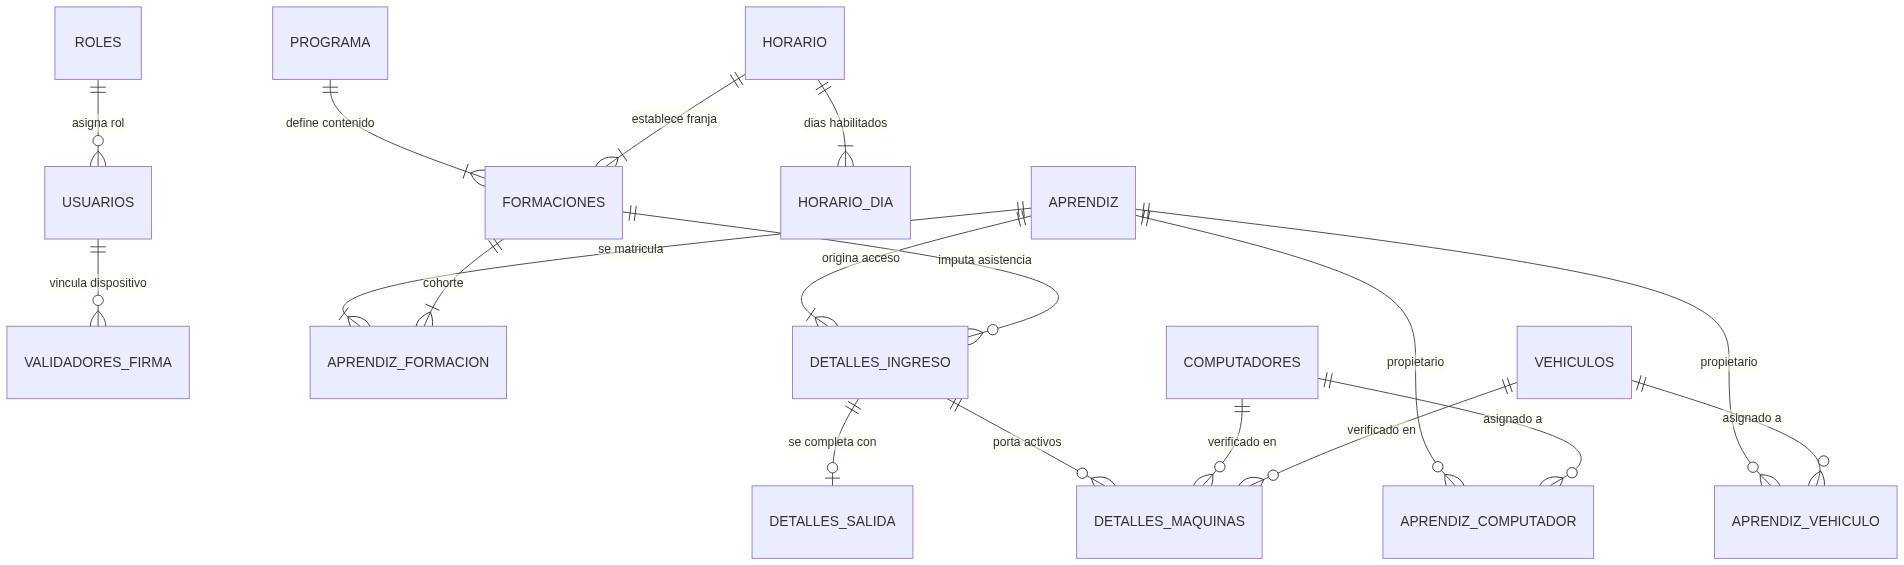 ROLES
PROGRAMA
HORARIO
asigna rol
define contenido
establece franja
dias habilitados
USUARIOS
FORMACIONES
HORARIO_DIA
APRENDIZ
vincula dispositivo
se matricula
cohorte
origina acceso
imputa asistencia
VALIDADORES_FIRMA
APRENDIZ_FORMACION
DETALLES_INGRESO
COMPUTADORES
propietario
VEHICULOS
propietario
se completa con
porta activos
verificado en
verificado en
asignado a
asignado a
DETALLES_SALIDA
DETALLES_MAQUINAS
APRENDIZ_COMPUTADOR
APRENDIZ_VEHICULO